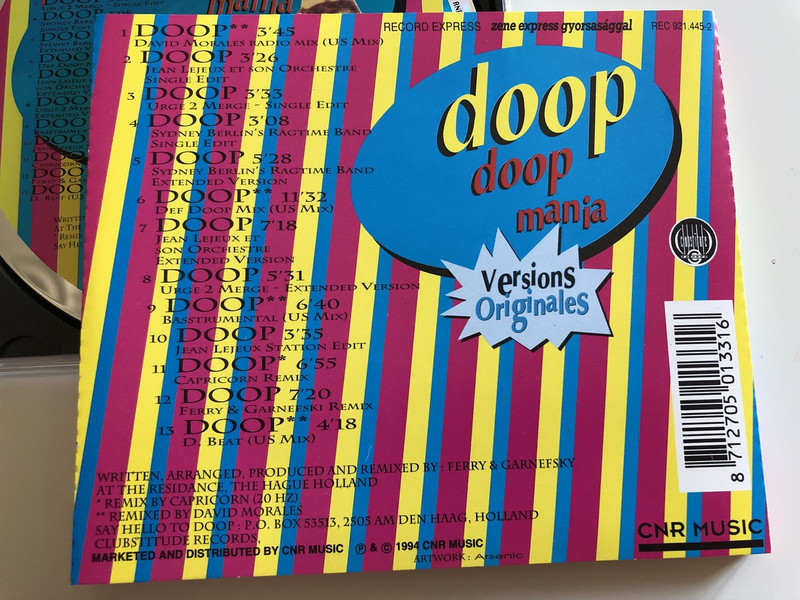 RECORD EXPRESS zene express gyorsasággal REC 921.445-2
1 DOOP** 3'45
DAVID MORALES RADIO MIX (US MIX)
2 DOOP 3'26
JEAN LEJEUX ET SON ORCHESTRE
SINGLE EDIT
3 DOOP 3'33
URGE 2 MERGE - SINGLE EDIT
4 DOOP 3'08
SYDNEY BERLIN'S RAGTIME BAND
SINGLE EDIT
5 DOOP 5'28
SYDNEY BERLIN'S RAGTIME BAND
EXTENDED VERSION
6 DOOP** 11'32
DEF DOOP MIX (US MIX)
7 DOOP 7'18
JEAN LEJEUX ET
SON ORCHESTRE
EXTENDED VERSION
8 DOOP 5'31
URGE 2 MERGE - EXTENDED VERSION
9 DOOP** 6'40
BASSTRUMENTAL (US MIX)
10 DOOP 3'35
JEAN LEJEUX STATION EDIT
11 DOOP* 6'55
CAPRICORN REMIX
12 DOOP 7'20
FERRY & GARNEFSKI REMIX
13 DOOP** 4'18
D. BEAT (US MIX)
doop
doop
mania
Versions
Originales
clubstitute
8 712705 013316
WRITTEN, ARRANGED, PRODUCED AND REMIXED BY : FERRY & GARNEFSKY
AT THE RESIDANCE, THE HAGUE HOLLAND
* REMIX BY CAPRICORN (20 HZ)
** REMIXED BY DAVID MORALES
SAY HELLO TO DOOP : P.O. BOX 53513, 2505 AM DEN HAAG, HOLLAND
CLUBSTITUTE RECORDS,
MARKETED AND DISTRIBUTED BY CNR MUSIC ℗ & © 1994 CNR MUSIC
ARTWORK : Arsenic
CNR MUSIC